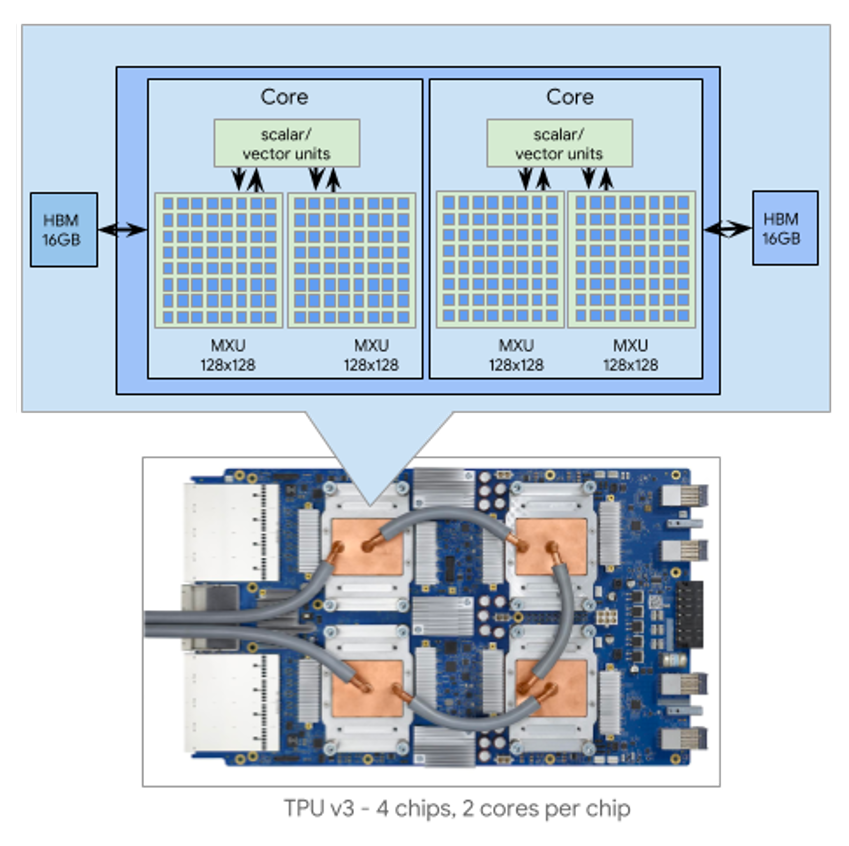 Core
Core
scalar/
vector units
scalar/
vector units
HBM
16GB
HBM
16GB
MXU
128x128
MXU
128x128
MXU
128x128
MXU
128x128
TPU v3 - 4 chips, 2 cores per chip